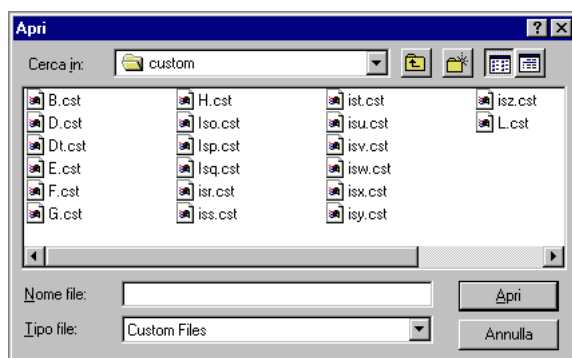 Apri
Cerca in: custom
B.cst H.cst ist.cst isz.cst
D.cst Iso.cst isu.cst L.cst
Dt.cst Isp.cst isv.cst
E.cst Isq.cst isw.cst
F.cst isr.cst isx.cst
G.cst iss.cst isy.cst
Nome file: Apri
Tipo file: Custom Files Annulla